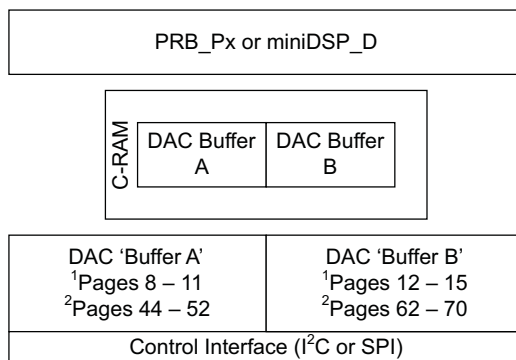 PRB_Px or miniDSP_D
C-RAM
DAC Buffer
A
DAC Buffer
B
DAC ‘Buffer A’
¹Pages 8 – 11
²Pages 44 – 52
DAC ‘Buffer B’
¹Pages 12 – 15
²Pages 62 – 70
Control Interface (I²C or SPI)